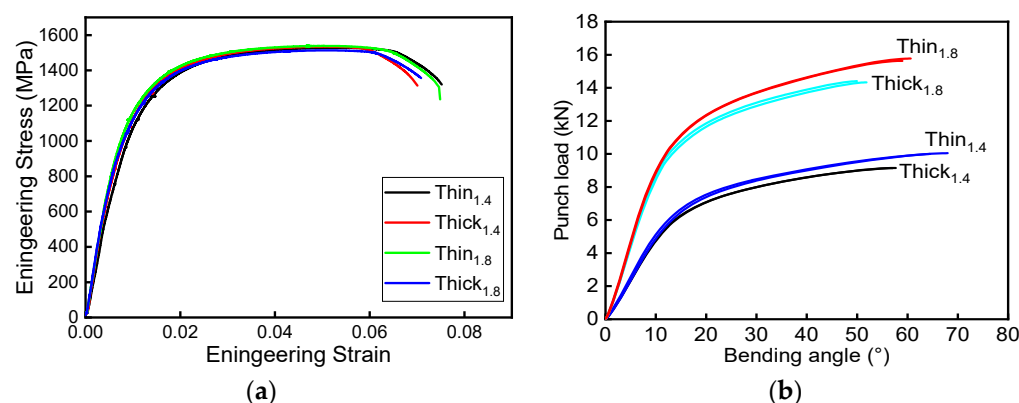 1600
1400
1200
1000
800
600
400
200
0
Eningeering Stress (MPa)
Thin1.4
Thick1.4
Thin1.8
Thick1.8
0.00 0.02 0.04 0.06 0.08
Eningeering Strain
(a)
18
16
14
12
10
8
6
4
2
0
Punch load (kN)
Thin1.8
Thick1.8
Thin1.4
Thick1.4
0 10 20 30 40 50 60 70 80
Bending angle (°)
(b)